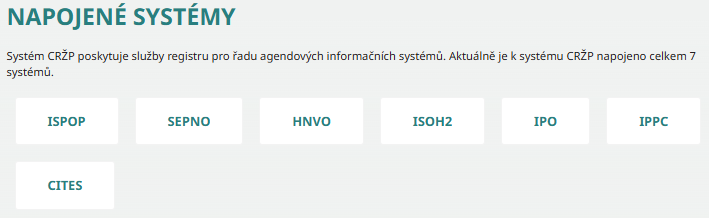 NAPOJENÉ SYSTÉMY
Systém CRŽP poskytuje služby registru pro řadu agendových informačních systémů. Aktuálně je k systému CRŽP napojeno celkem 7
systémů.
ISPOP SEPNO HNVO ISOH2 IPO IPPC
CITES